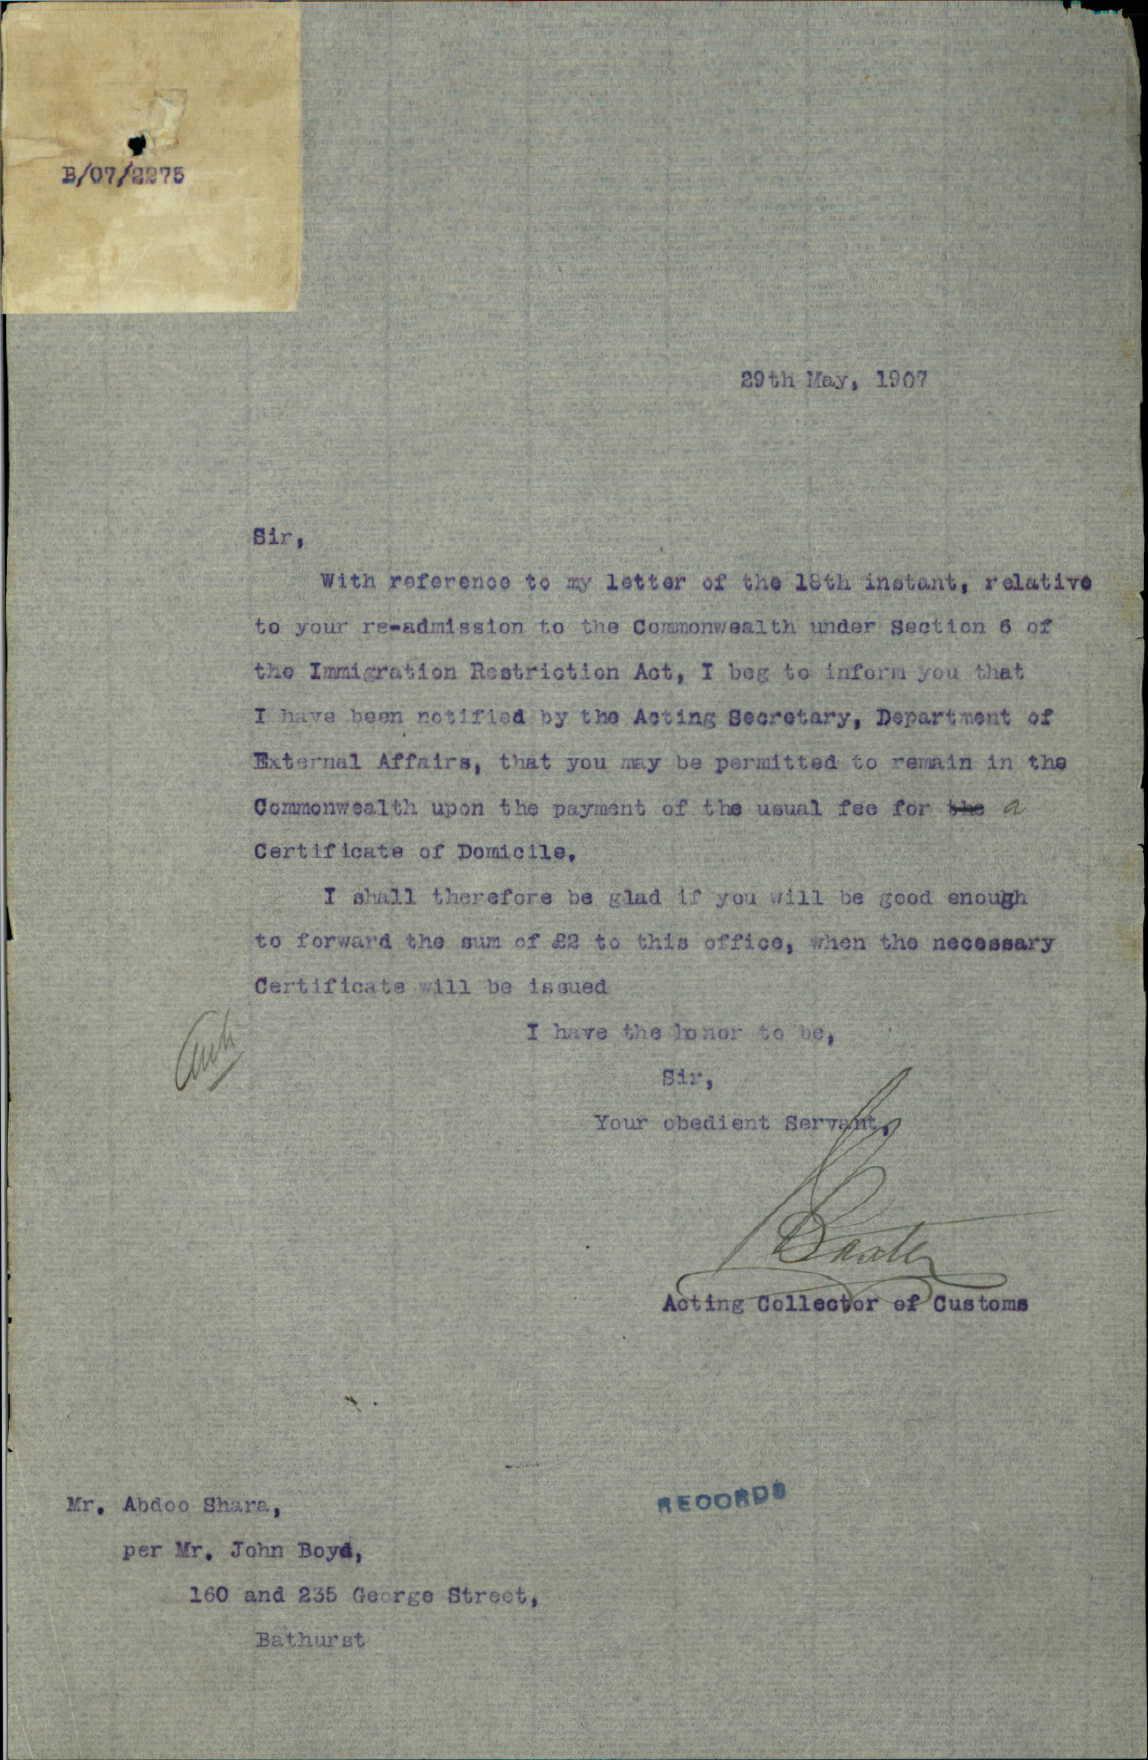 B/07/2275
29th May, 1907
Sir,
With reference to my letter of the 18th instant, relative
to your re-admission to the Commonwealth under Section 6 of
the Immigration Restriction Act, I beg to inform you that
I have been notified by the Acting Secretary, Department of
External Affairs, that you may be permitted to remain in the
Commonwealth upon the payment of the usual fee for the a
Certificate of Domicile.
I shall therefore be glad if you will be good enough
to forward the sum of £2 to this office, when the necessary
Certificate will be issued
I have the honor to be,
Sir,
Your obedient Servant,
Baxter
Acting Collector of Customs
RECORDS
Mr. Abdoo Shara,
per Mr. John Boyd,
160 and 235 George Street,
Bathurst